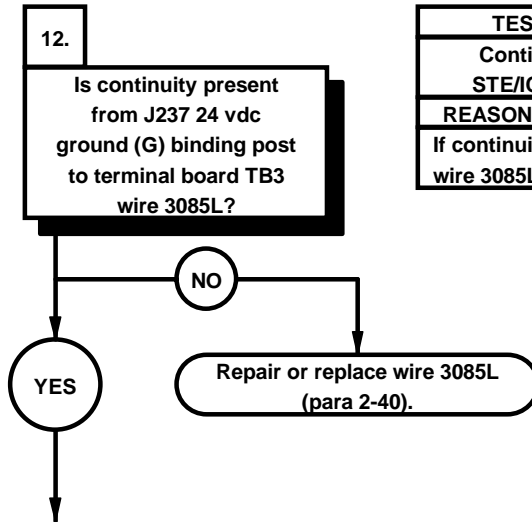 12.
Is continuity present
from J237 24 vdc
ground (G) binding post
to terminal board TB3
wire 3085L?
TES
Conti
STE/IC
REASON
If continui
wire 3085L
NO
YES
Repair or replace wire 3085L
(para 2-40).